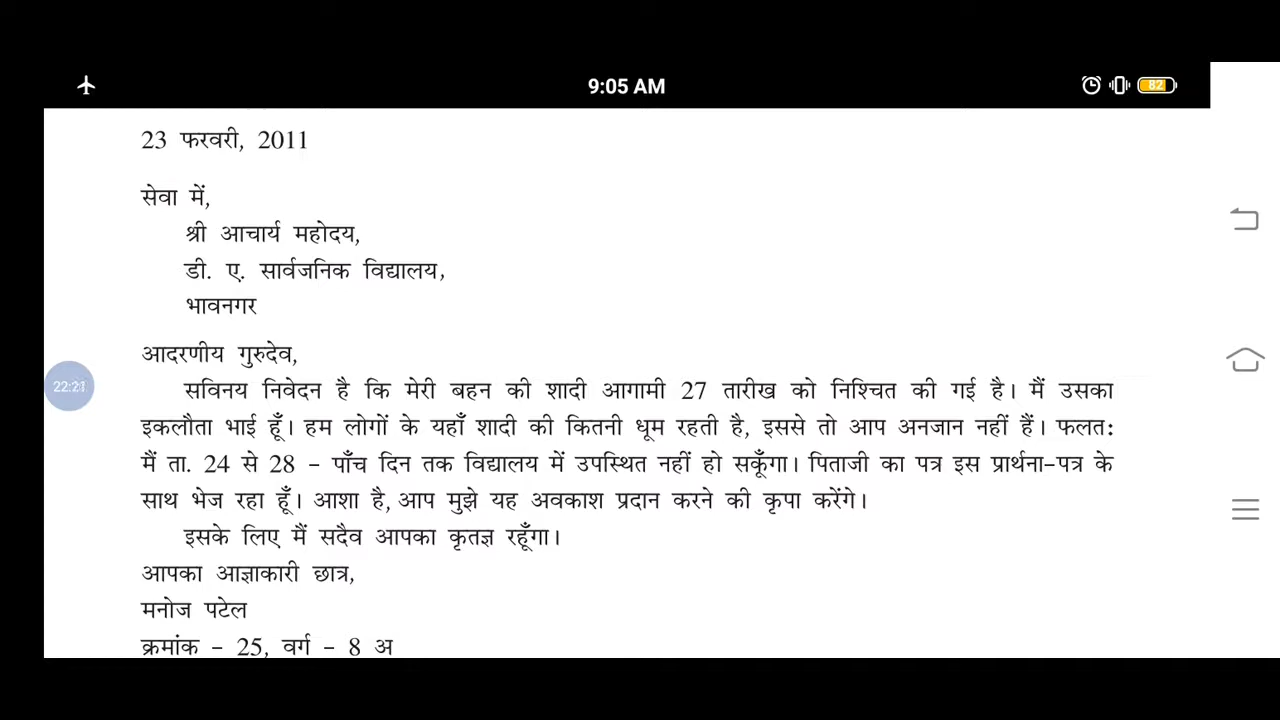 9:05 AM
82
23 फरवरी, 2011
सेवा में,
श्री आचार्य महोदय,
डी. ए. सार्वजनिक विद्यालय,
भावनगर
आदरणीय गुरुदेव,
सविनय निवेदन है कि मेरी बहन की शादी आगामी 27 तारीख को निश्चित की गई है। मैं उसका
इकलौता भाई हूँ। हम लोगों के यहाँ शादी की कितनी धूम रहती है, इससे तो आप अनजान नहीं हैं। फलत:
मैं ता. 24 से 28 – पाँच दिन तक विद्यालय में उपस्थित नहीं हो सकूँगा। पिताजी का पत्र इस प्रार्थना-पत्र के
साथ भेज रहा हूँ। आशा है, आप मुझे यह अवकाश प्रदान करने की कृपा करेंगे।
इसके लिए मैं सदैव आपका कृतज्ञ रहूँगा।
आपका आज्ञाकारी छात्र,
मनोज पटेल
क्रमांक – 25, वर्ग – 8 अ
22:21